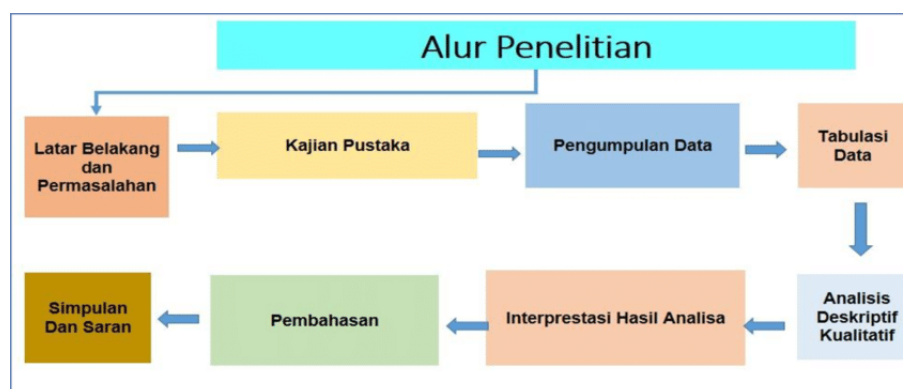 Alur Penelitian
Latar Belakang
dan
Permasalahan
Kajian Pustaka
Pengumpulan Data
Tabulasi
Data
Analisis
Deskriptif
Kualitatif
Interprestasi Hasil Analisa
Pembahasan
Simpulan
Dan Saran